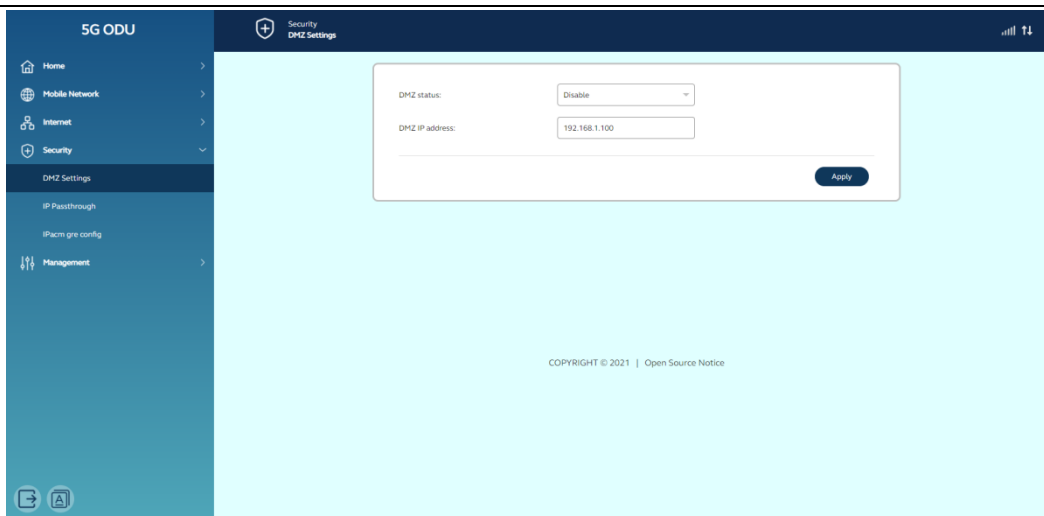 5G ODU
Security
DMZ Settings
Home
Mobile Network
Internet
Security
DMZ Settings
IP Passthrough
IPacm gre config
Management
DMZ status:
Disable
DMZ IP address:
192.168.1.100
Apply
COPYRIGHT © 2021 | Open Source Notice
A